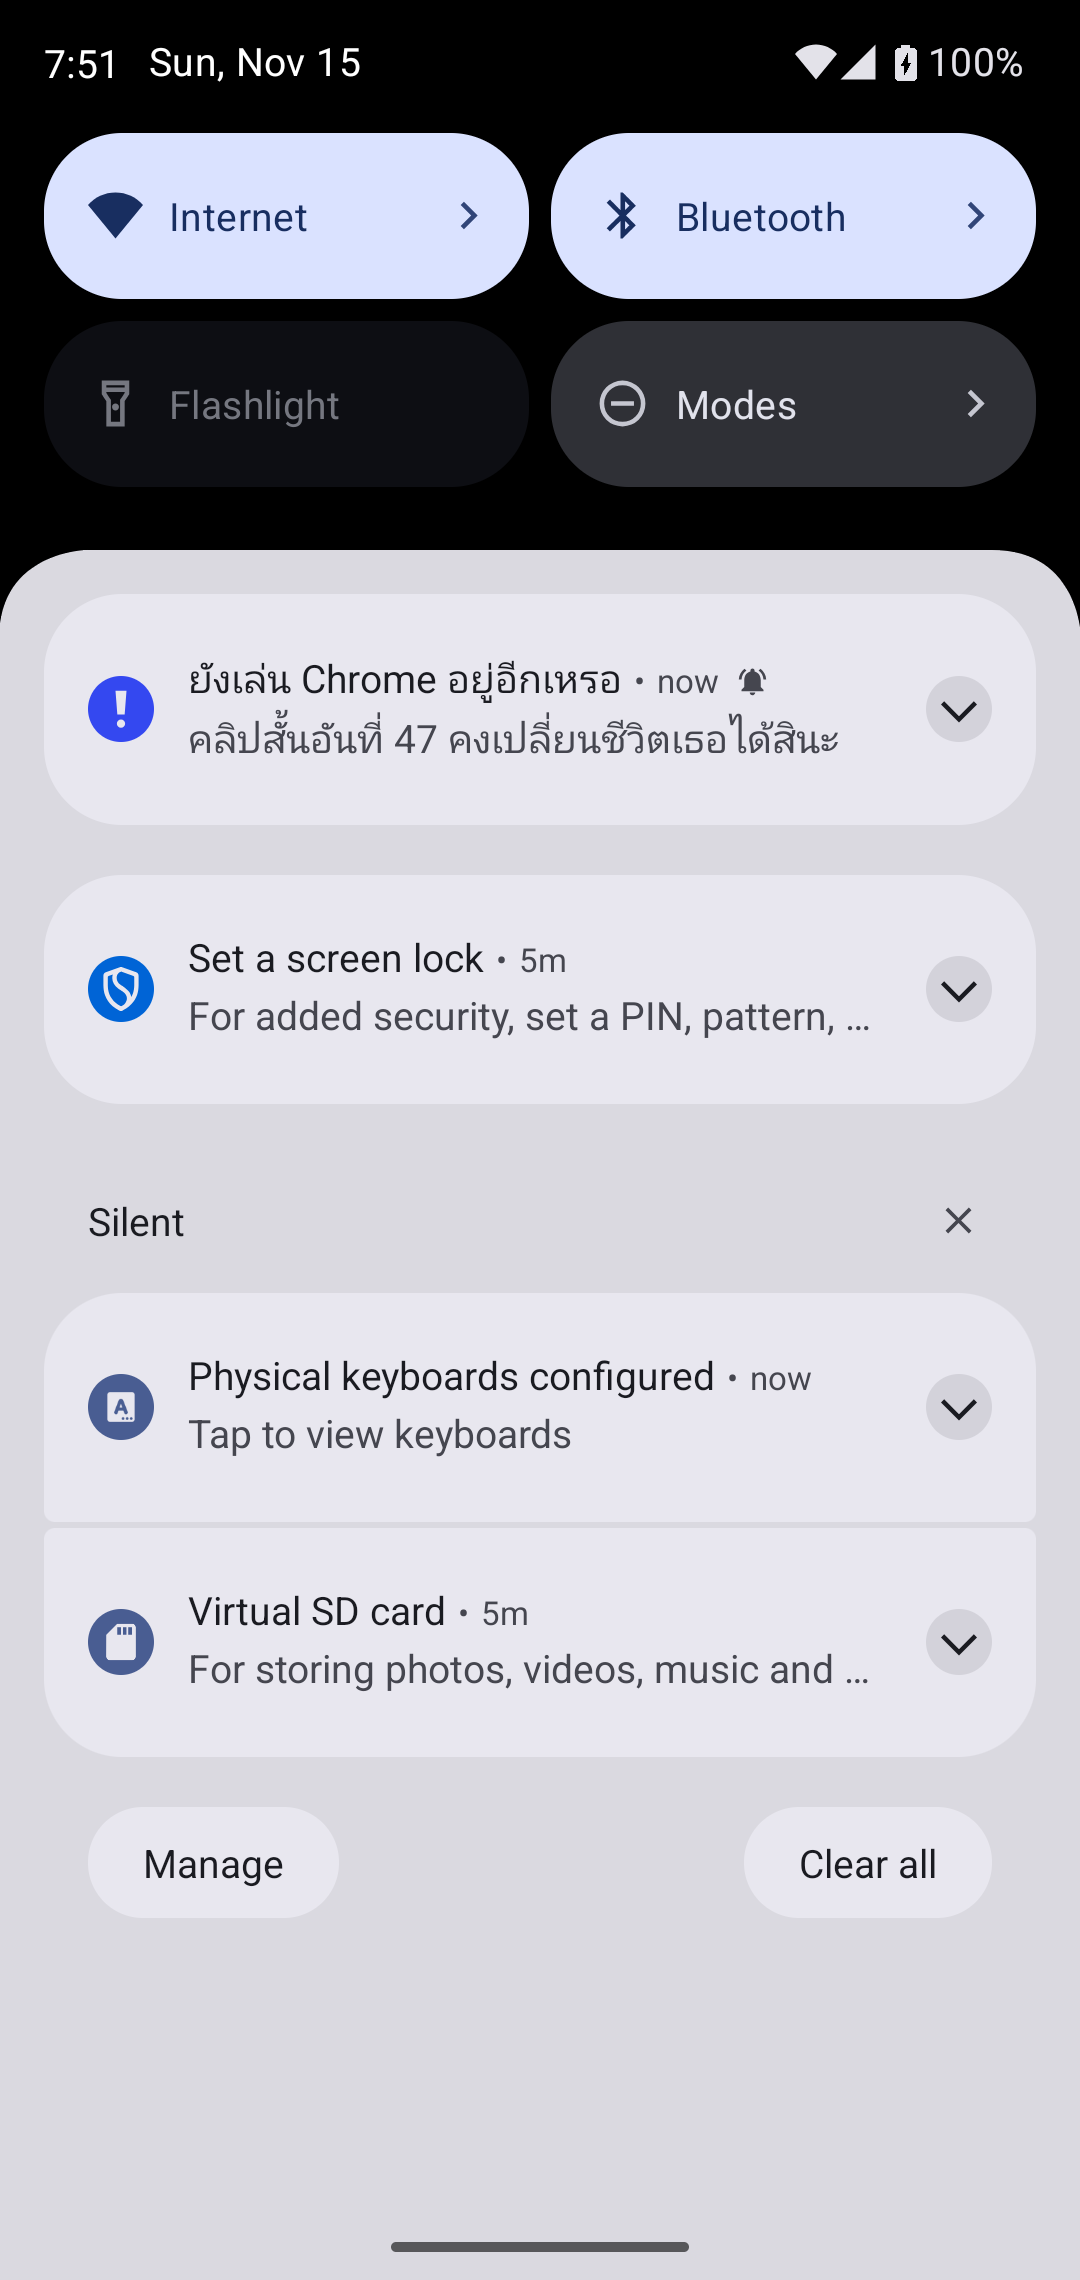 7:51 Sun, Nov 15 100%
Internet
Bluetooth
Flashlight
Modes
ยังเล่น Chrome อยู่อีกเหรอ • now
คลิปสั้นอันที่ 47 คงเปลี่ยนชีวิตเธอได้สินะ
Set a screen lock • 5m
For added security, set a PIN, pattern, ...
Silent
Physical keyboards configured • now
Tap to view keyboards
Virtual SD card • 5m
For storing photos, videos, music and ...
Manage
Clear all